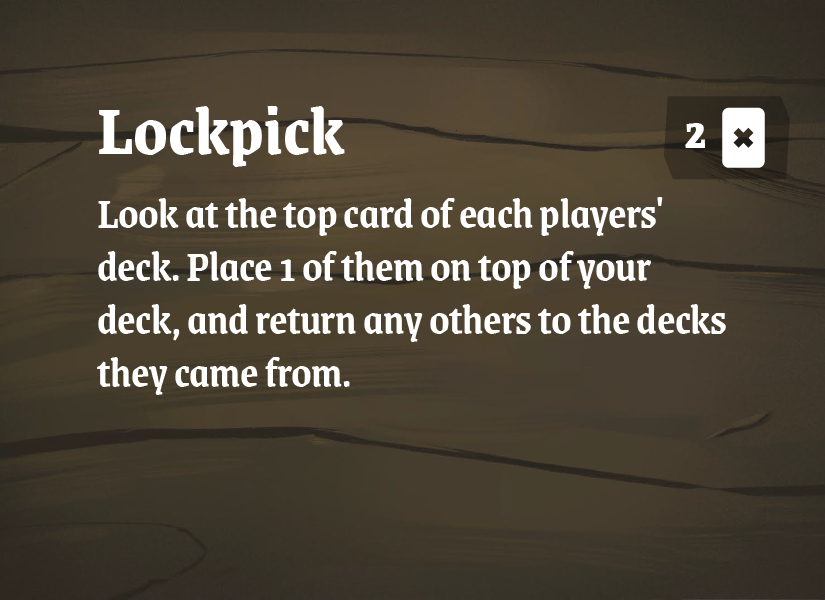 Lockpick
2 ×
Look at the top card of each players'
deck. Place 1 of them on top of your
deck, and return any others to the decks
they came from.